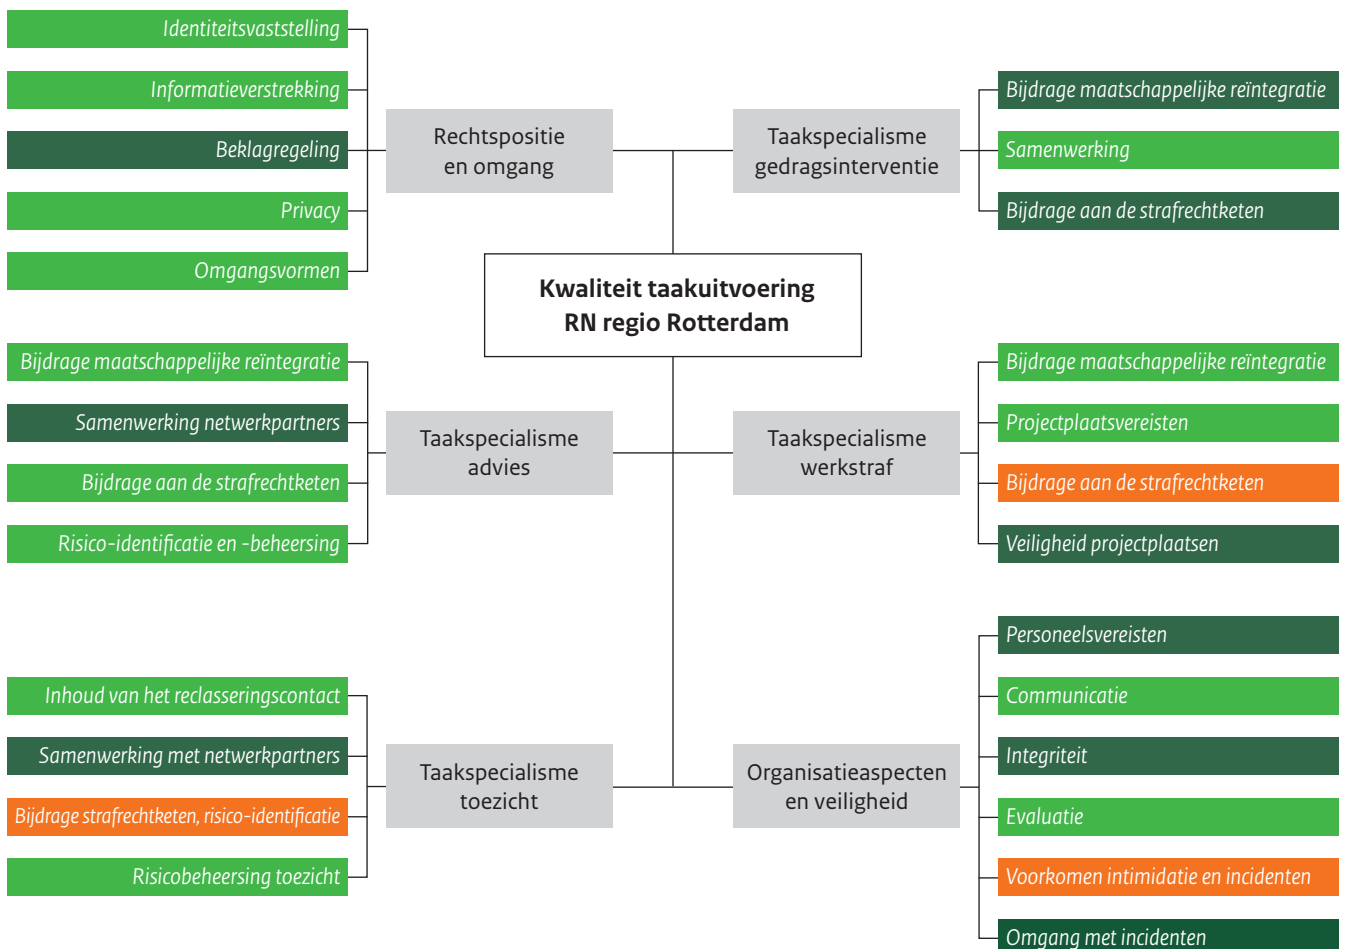 Identiteitsvaststelling
Informatieverstrekking
Beklagregeling
Privacy
Omgangsvormen
Rechtspositie
en omgang
Taakspecialisme
gedragsinterventie
Bijdrage maatschappelijke reïntegratie
Samenwerking
Bijdrage aan de strafrechtketen
Kwaliteit taakuitvoering
RN regio Rotterdam
Bijdrage maatschappelijke reïntegratie
Samenwerking netwerkpartners
Bijdrage aan de strafrechtketen
Risico-identificatie en -beheersing
Taakspecialisme
advies
Taakspecialisme
werkstraf
Bijdrage maatschappelijke reïntegratie
Projectplaatsvereisten
Bijdrage aan de strafrechtketen
Veiligheid projectplaatsen
Inhoud van het reclasseringscontact
Samenwerking met netwerkpartners
Bijdrage strafrechtketen, risico-identificatie
Risicobeheersing toezicht
Taakspecialisme
toezicht
Organisatieaspecten
en veiligheid
Personeelsvereisten
Communicatie
Integriteit
Evaluatie
Voorkomen intimidatie en incidenten
Omgang met incidenten